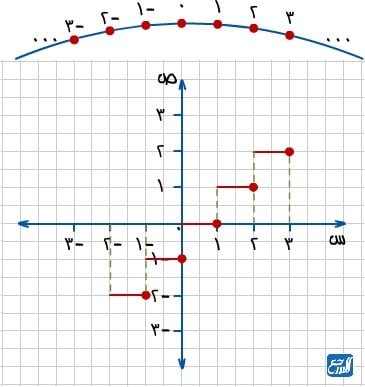 ... ٣- ٢- ١- ٠ ١ ٢ ٣ ...
ص
٣
٢
١
٣- ٢- ١- ٠ ١ ٢ ٣ س
١-
٢-
٣-